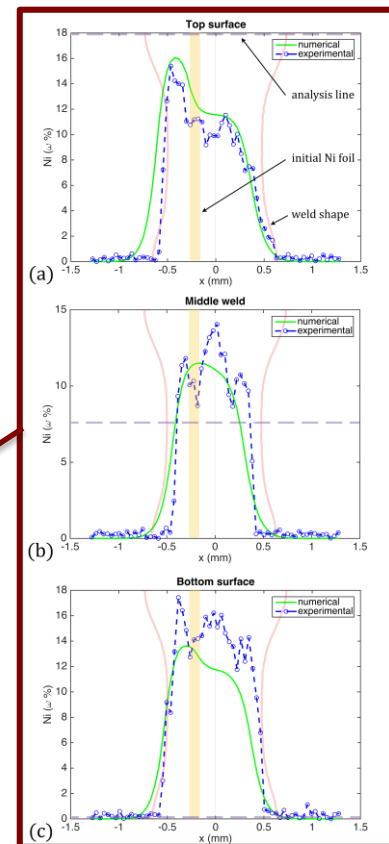 Top surface
18
16
14
12
10
8
6
4
2
0
Ni (ω %)
numerical
experimental
analysis line
initial Ni foil
weld shape
(a)
-1.5 -1 -0.5 0 0.5 1 1.5
x (mm)
Middle weld
15
10
5
0
Ni (ω %)
numerical
experimental
(b)
-1.5 -1 -0.5 0 0.5 1 1.5
x (mm)
Bottom surface
18
16
14
12
10
8
6
4
2
0
Ni (ω %)
numerical
experimental
(c)
-1.5 -1 -0.5 0 0.5 1 1.5
x (mm)